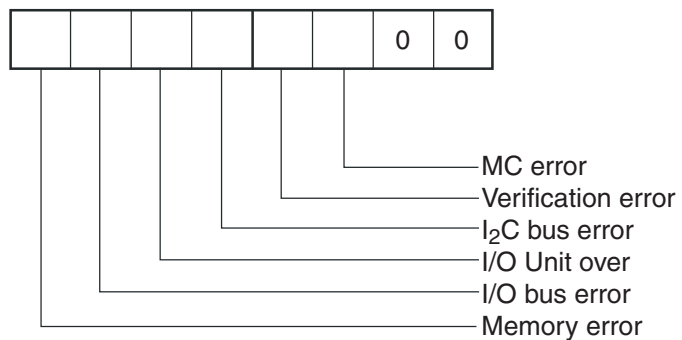 0 0
MC error
Verification error
I₂C bus error
I/O Unit over
I/O bus error
Memory error